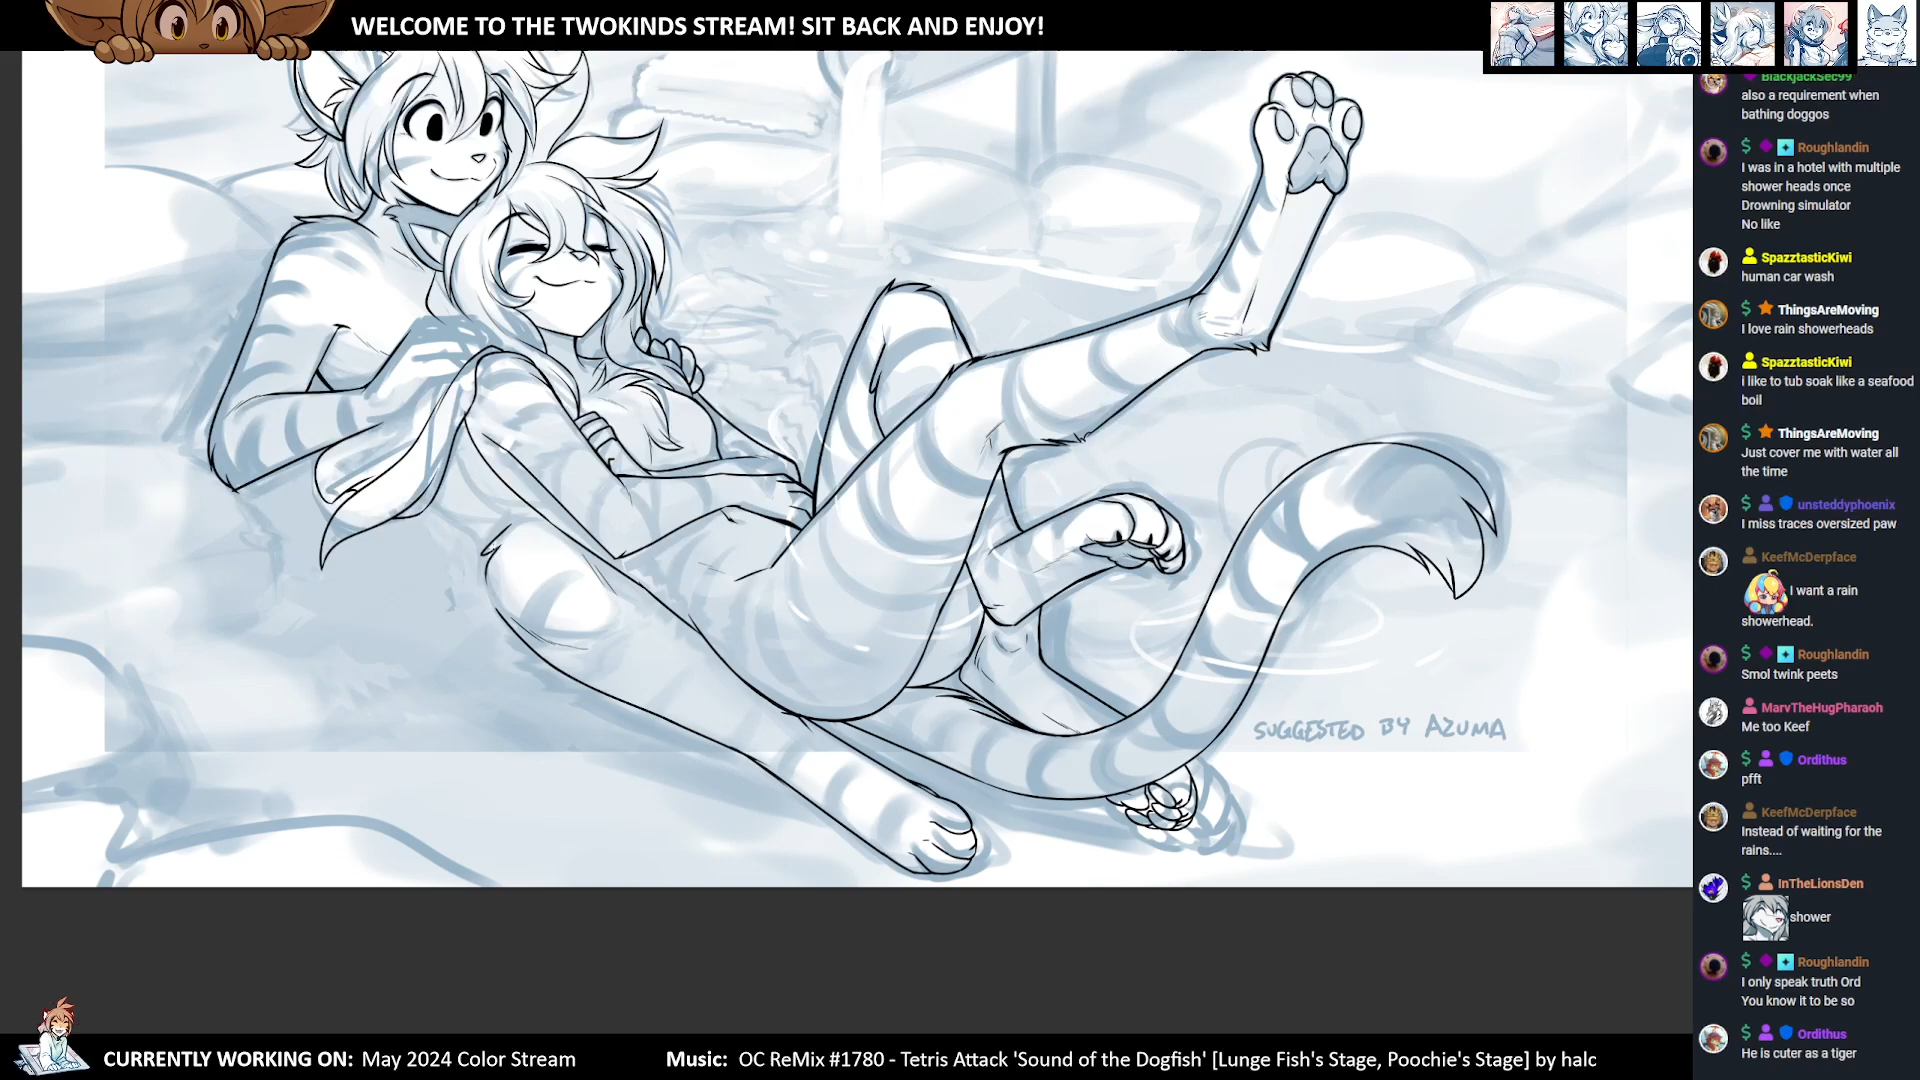 WELCOME TO THE TWOKINDS STREAM! SIT BACK AND ENJOY!
BlackjackSec99
also a requirement when
bathing doggos
Roughlandin
I was in a hotel with multiple
shower heads once
Drowning simulator
No like
SpazztasticKiwi
human car wash
ThingsAreMoving
I love rain showerheads
SpazztasticKiwi
i like to tub soak like a seafood
boil
ThingsAreMoving
Just cover me with water all
the time
unsteddyphoenix
I miss traces oversized paw
KeefMcDerpface
I want a rain
showerhead.
Roughlandin
Smol twink peets
MarvTheHugPharaoh
Me too Keef
Ordithus
pfft
KeefMcDerpface
Instead of waiting for the
rains....
InTheLionsDen
shower
Roughlandin
I only speak truth Ord
You know it to be so
Ordithus
He is cuter as a tiger
SUGGESTED BY AZUMA
CURRENTLY WORKING ON: May 2024 Color Stream
Music: OC ReMix #1780 - Tetris Attack 'Sound of the Dogfish' [Lunge Fish's Stage, Poochie's Stage] by halc